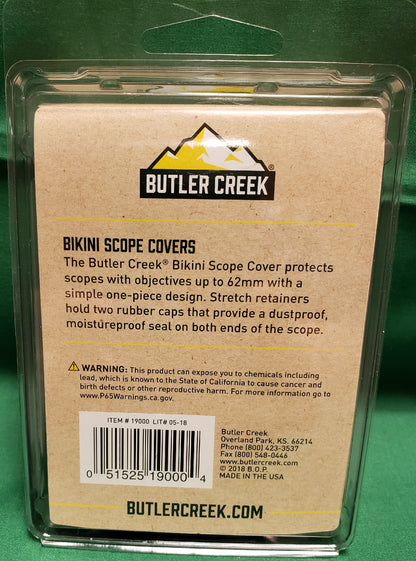 BUTLER CREEK®
BIKINI SCOPE COVERS
The Butler Creek® Bikini Scope Cover protects
scopes with objectives up to 62mm with a
simple one-piece design. Stretch retainers
hold two rubber caps that provide a dustproof,
moistureproof seal on both ends of the scope.
WARNING: This product can expose you to chemicals including
lead, which is known to the State of California to cause cancer and
birth defects or other reproductive harm. For more information go to
www.P65Warnings.ca.gov.
ITEM # 19000 LIT# 05-18
0 51525 19000 4
Butler Creek
Overland Park, KS. 66214
Phone (800) 423-3537
Fax (800) 548-0446
www.butlercreek.com
© 2018 B.O.P.
MADE IN THE USA
BUTLERCREEK.COM